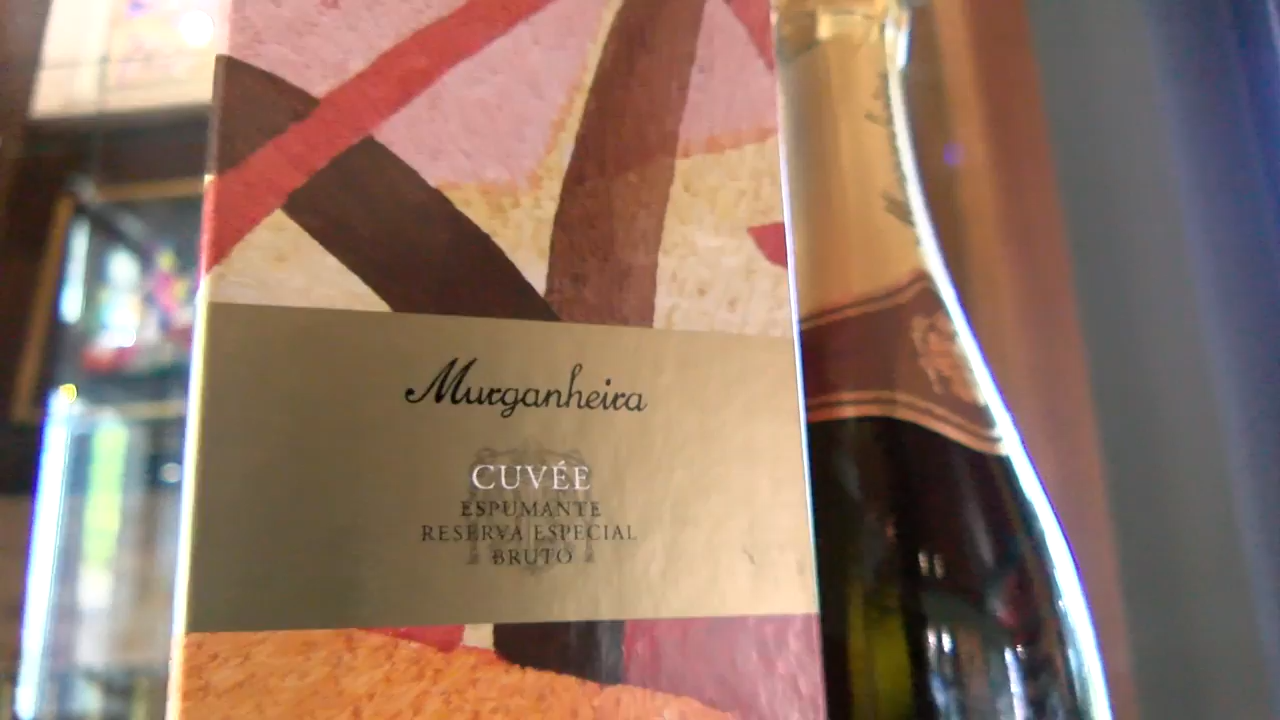 Murganheira
CUVÉE
ESPUMANTE
RESERVA ESPECIAL
BRUTO